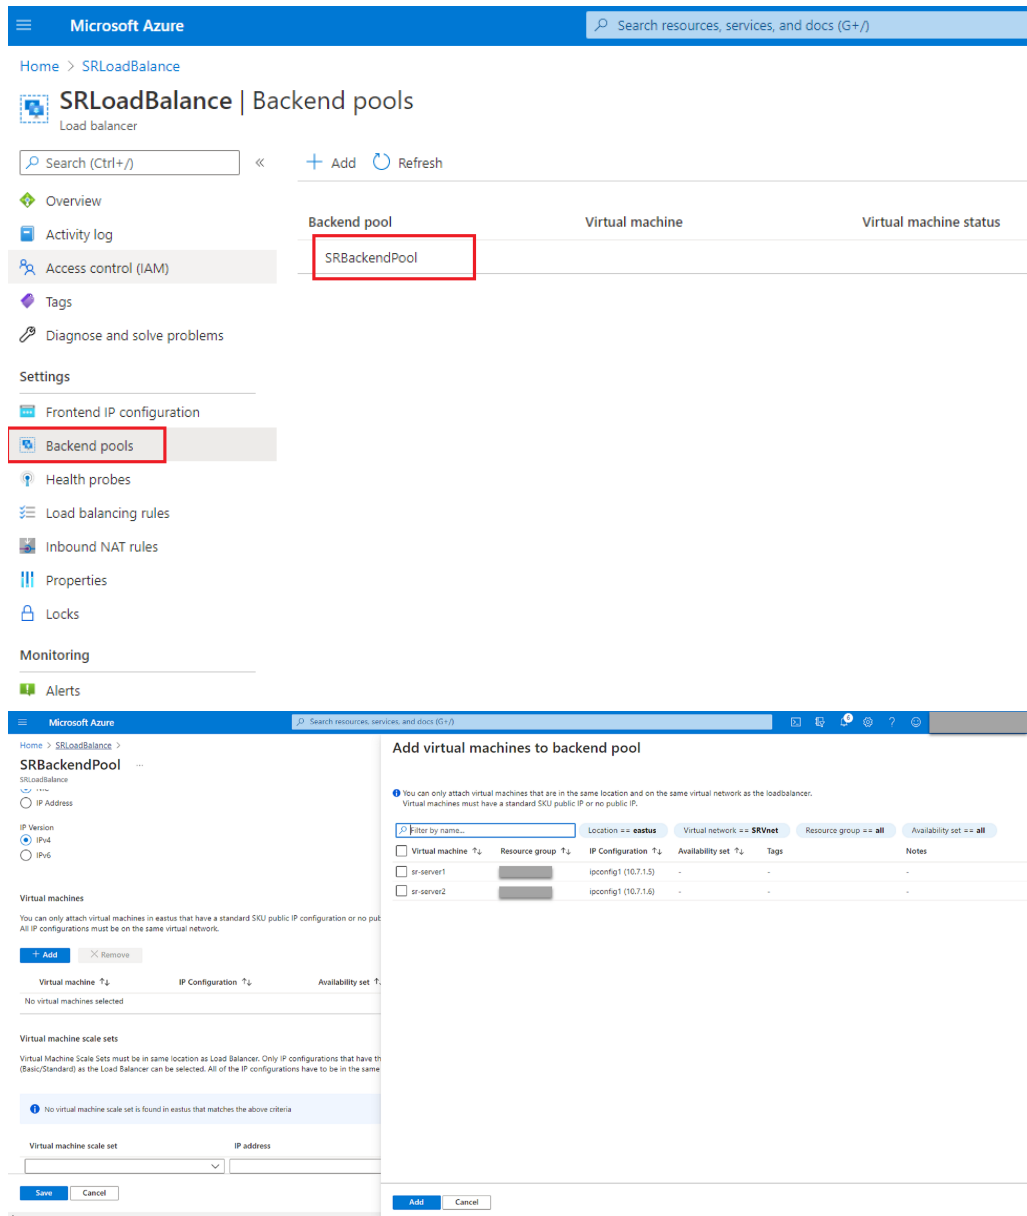 Microsoft Azure
Search resources, services, and docs (G+/)
Home > SRLoadBalance
SRLoadBalance | Backend pools
Load balancer
Search (Ctrl+/)
«
Add Refresh
Overview
Activity log
Access control (IAM)
Tags
Diagnose and solve problems
Settings
Frontend IP configuration
Backend pools
Health probes
Load balancing rules
Inbound NAT rules
Properties
Locks
Monitoring
Alerts
Backend pool Virtual machine Virtual machine status
SRBackendPool
Microsoft Azure
Search resources, services, and docs (G+/)
6
Home > SRLoadBalance >
SRBackendPool ...
SRLoadBalance
IP Address
IP Version
IPv4
IPv6
Virtual machines
You can only attach virtual machines in eastus that have a standard SKU public IP configuration or no pub
All IP configurations must be on the same virtual network.
+ Add × Remove
Virtual machine ↑↓ IP Configuration ↑↓ Availability set ↑
No virtual machines selected
Virtual machine scale sets
Virtual Machine Scale Sets must be in same location as Load Balancer. Only IP configurations that have th
(Basic/Standard) as the Load Balancer can be selected. All of the IP configurations have to be in the same
No virtual machine scale set is found in eastus that matches the above criteria
Virtual machine scale set IP address
Save Cancel
Add virtual machines to backend pool
You can only attach virtual machines that are in the same location and on the same virtual network as the loadbalancer.
Virtual machines must have a standard SKU public IP or no public IP.
Filter by name... Location == eastus Virtual network == SRVnet Resource group == all Availability set == all
Virtual machine ↑↓ Resource group ↑↓ IP Configuration ↑↓ Availability set ↑↓ Tags Notes
sr-server1 ipconfig1 (10.7.1.5) - - -
sr-server2 ipconfig1 (10.7.1.6) - - -
Add Cancel